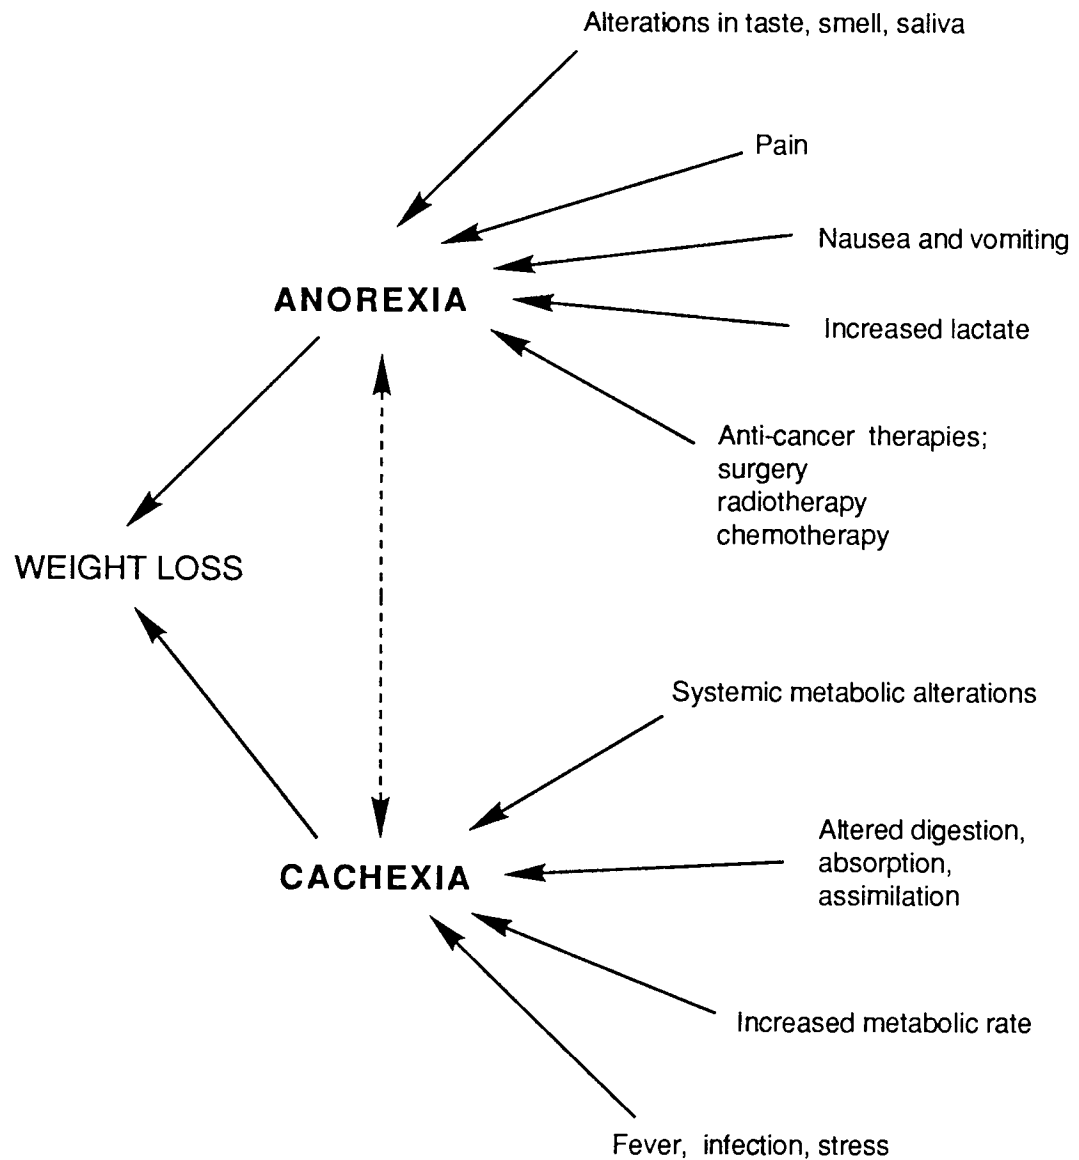 Alterations in taste, smell, saliva
Pain
Nausea and vomiting
ANOREXIA
Increased lactate
Anti-cancer therapies;
surgery
radiotherapy
chemotherapy
WEIGHT LOSS
Systemic metabolic alterations
Altered digestion,
absorption,
assimilation
CACHEXIA
Increased metabolic rate
Fever, infection, stress